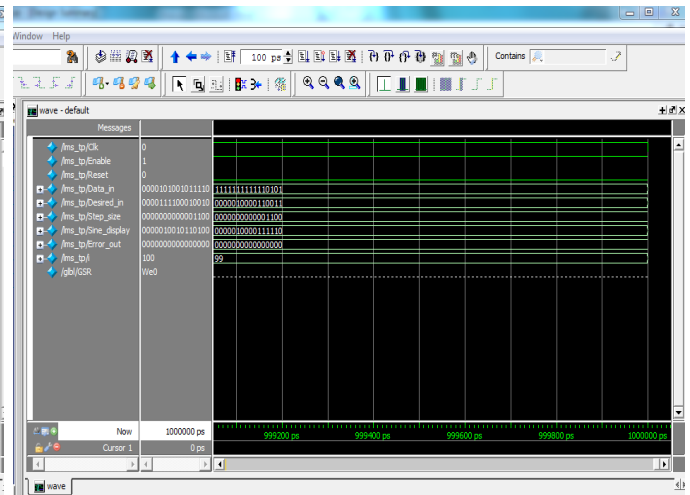 Window Help
100 ps
Contains
wave - default
Messages
/lms_tp/Clk 0
/lms_tp/Enable 1
/lms_tp/Reset 0
/lms_tp/Data_in 0000101001011110 1111111111110101
/lms_tp/Desired_in 0000111100010010 0000010000110011
/lms_tp/Step_size 0000000000001100 0000000000001100
/lms_tp/Sine_display 0000010010110100 0000010000111110
/lms_tp/Error_out 0000000000000000 0000000000000000
/lms_tp/i 100 99
/glbl/GSR We0
Now 1000000 ps 999200 ps 999400 ps 999600 ps 999800 ps 1000000 ps
Cursor 1 0 ps
wave